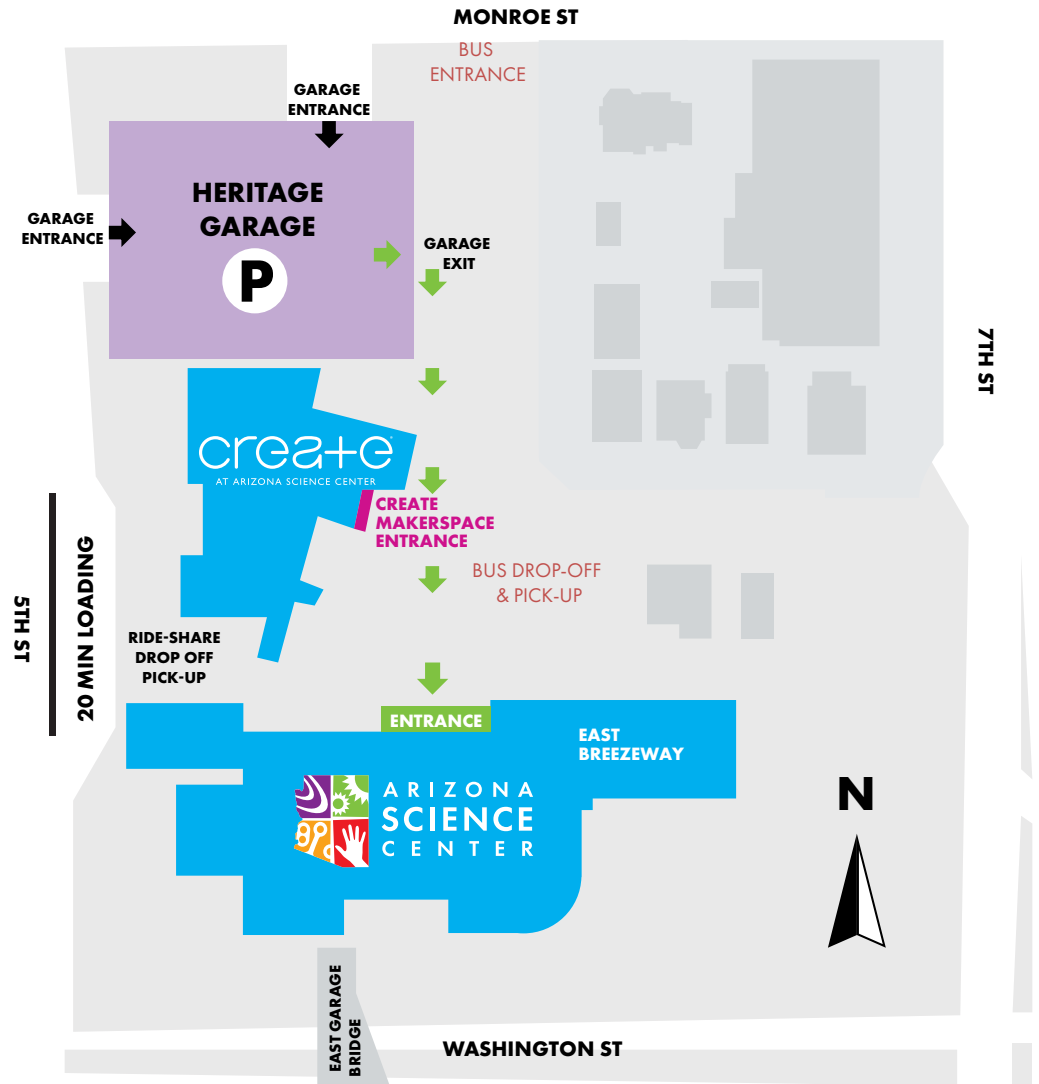 MONROE ST
BUS
ENTRANCE
GARAGE
ENTRANCE
HERITAGE
GARAGE
P
GARAGE
ENTRANCE
GARAGE
EXIT
7TH ST
create
AT ARIZONA SCIENCE CENTER
CREATE
MAKERSPACE
ENTRANCE
BUS DROP-OFF
& PICK-UP
5TH ST
20 MIN LOADING
RIDE-SHARE
DROP OFF
PICK-UP
ENTRANCE
EAST
BREEZEWAY
ARIZONA
SCIENCE
CENTER
N
EAST GARAGE
BRIDGE
WASHINGTON ST